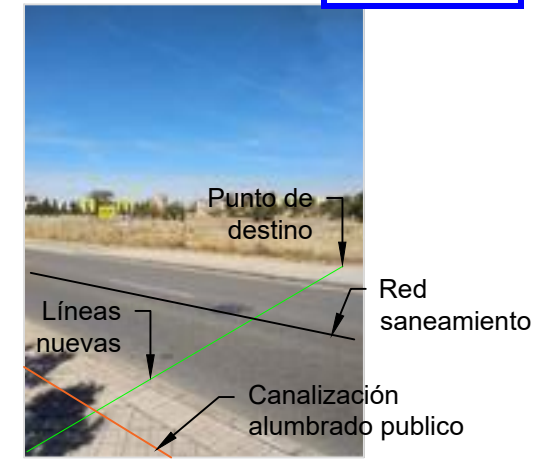 Punto de
destino
Red
saneamiento
Líneas
nuevas
Canalización
alumbrado publico